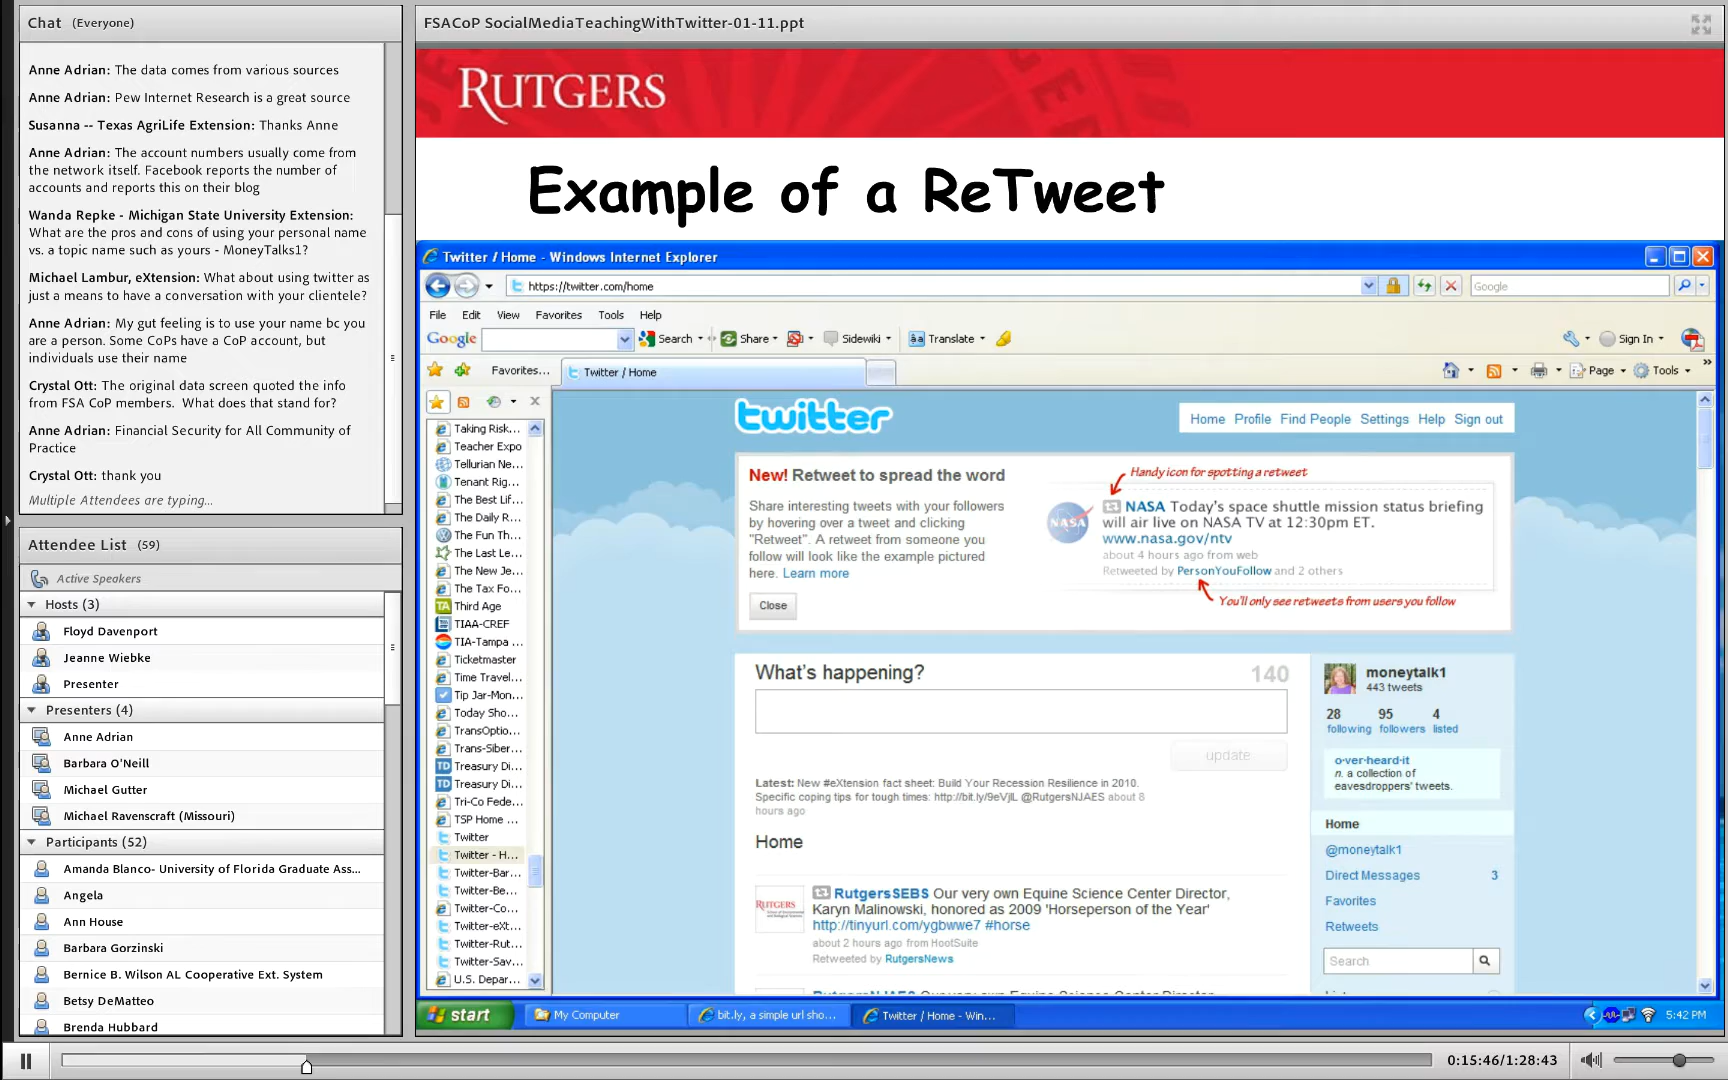 Chat (Everyone)
Anne Adrian: The data comes from various sources
Anne Adrian: Pew Internet Research is a great source
Susanna -- Texas AgriLife Extension: Thanks Anne
Anne Adrian: The account numbers usually come from
the network itself. Facebook reports the number of
accounts and reports this on their blog
Wanda Repke - Michigan State University Extension:
What are the pros and cons of using your personal name
vs. a topic name such as yours - MoneyTalks1?
Michael Lambur, eXtension: What about using twitter as
just a means to have a conversation with your clientele?
Anne Adrian: My gut feeling is to use your name bc you
are a person. Some CoPs have a CoP account, but
individuals use their name
Crystal Ott: The original data screen quoted the info
from FSA CoP members. What does that stand for?
Anne Adrian: Financial Security for All Community of
Practice
Crystal Ott: thank you
Multiple Attendees are typing...
Attendee List (59)
Active Speakers
Hosts (3)
Floyd Davenport
Jeanne Wiebke
Presenter
Presenters (4)
Anne Adrian
Barbara O'Neill
Michael Gutter
Michael Ravenscraft (Missouri)
Participants (52)
Amanda Blanco- University of Florida Graduate Ass...
Angela
Ann House
Barbara Gorzinski
Bernice B. Wilson AL Cooperative Ext. System
Betsy DeMatteo
Brenda Hubbard
FSACoP SocialMediaTeachingWithTwitter-01-11.ppt
RUTGERS
Example of a ReTweet
Twitter / Home - Windows Internet Explorer
https://twitter.com/home
Google
File Edit View Favorites Tools Help
Google Search Share Sidewiki Translate Sign In
Favorites... Twitter / Home Page Tools
Taking Risk...
Teacher Expo
Tellurian Ne...
Tenant Rig...
The Best Lif...
The Daily R...
The Fun Th...
The Last Le...
The New Je...
The Tax Fo...
TA Third Age
TIAA-CREF
TIA-Tampa ...
Ticketmaster
Time Travel...
Tip Jar-Mon...
Today Sho...
TransOptio...
Trans-Siber...
TD Treasury Di...
TD Treasury Di...
Tri-Co Fede...
TSP Home ...
Twitter
Twitter - H...
Twitter-Bar...
Twitter-Be...
Twitter-Co...
Twitter-eXt...
Twitter-Rut...
Twitter-Sav...
U.S. Depar...
twitter
Home Profile Find People Settings Help Sign out
New! Retweet to spread the word
Share interesting tweets with your followers
by hovering over a tweet and clicking
"Retweet". A retweet from someone you
follow will look like the example pictured
here. Learn more
Close
Handy icon for spotting a retweet
NASA
NASA Today's space shuttle mission status briefing
will air live on NASA TV at 12:30pm ET.
www.nasa.gov/ntv
about 4 hours ago from web
Retweeted by PersonYouFollow and 2 others
You'll only see retweets from users you follow
What's happening? 140
update
Latest: New #eXtension fact sheet: Build Your Recession Resilience in 2010.
Specific coping tips for tough times: http://bit.ly/9eVjlL @RutgersNJAES about 8
hours ago
Home
RUTGERS
RutgersSEBS Our very own Equine Science Center Director,
Karyn Malinowski, honored as 2009 'Horseperson of the Year'
http://tinyurl.com/ygbwwe7 #horse
about 2 hours ago from HootSuite
Retweeted by RutgersNews
RutgersNJAES Our very own Equine Science Center Director,
moneytalk1
443 tweets
28 95 4
following followers listed
o·ver·heard·it
n. a collection of
eavesdroppers' tweets.
Home
@moneytalk1
Direct Messages 3
Favorites
Retweets
Search
start My Computer bit.ly, a simple url sho... Twitter / Home - Win... 5:42 PM
0:15:46/1:28:43